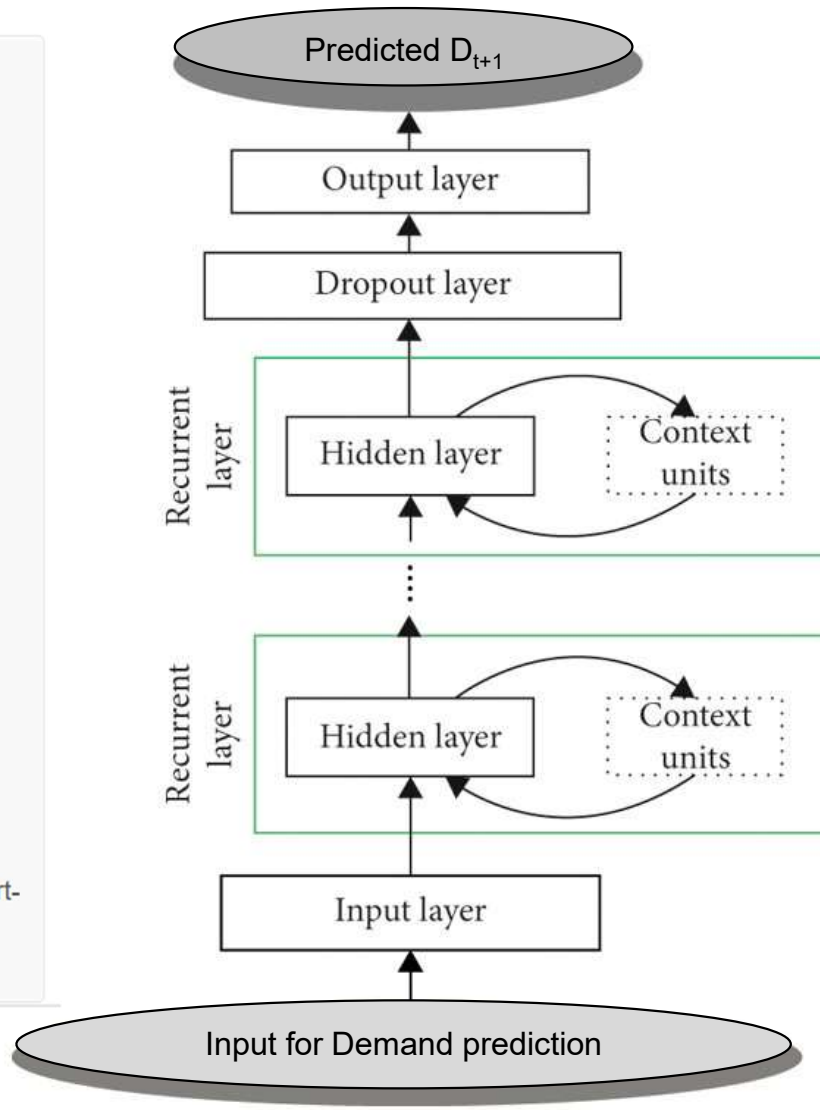 Predicted Dt+1
Output layer
Dropout layer
Recurrent
layer
Hidden layer
Context
units
Recurrent
layer
Hidden layer
Context
units
rt-
Input layer
Input for Demand prediction